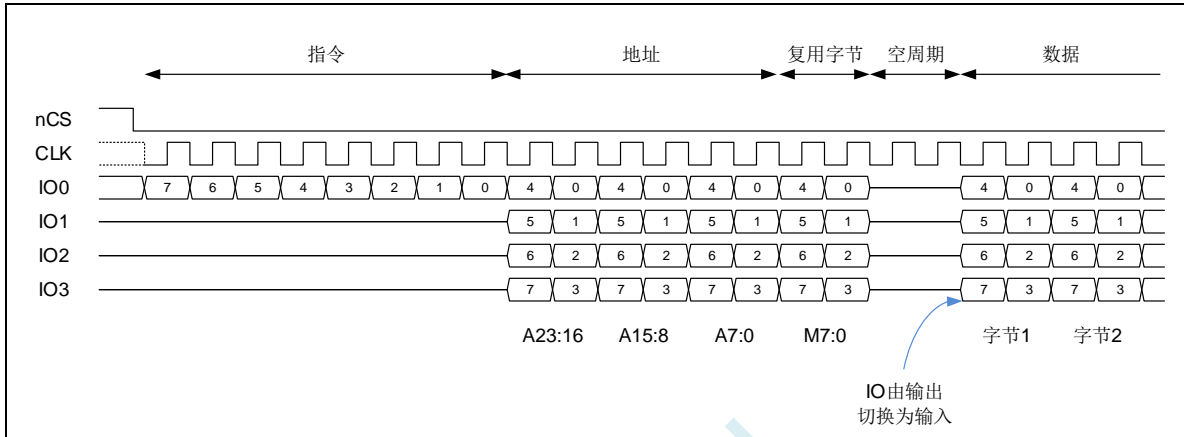 指令 地址 复用字节 空周期 数据
nCS
CLK
IO0 7 6 5 4 3 2 1 0 4 0 4 0 4 0 4 0 4 0 4 0
IO1 5 1 5 1 5 1 5 1 5 1 5 1
IO2 6 2 6 2 6 2 6 2 6 2 6 2
IO3 7 3 7 3 7 3 7 3 7 3 7 3
A23:16 A15:8 A7:0 M7:0 字节1 字节2
IO由输出
切换为输入